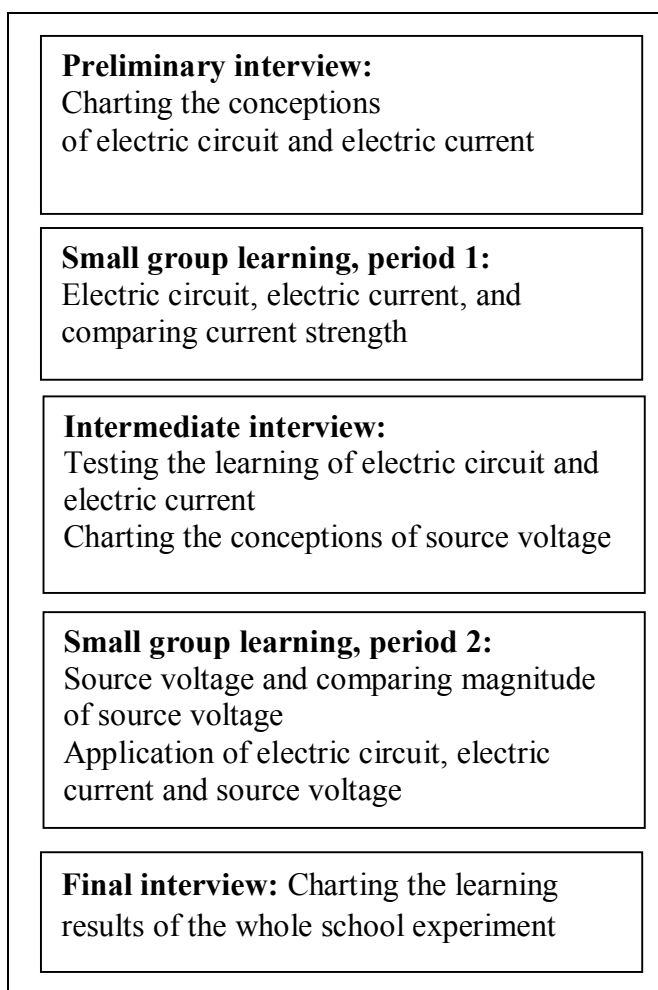 Preliminary interview:
Charting the conceptions
of electric circuit and electric current
Small group learning, period 1:
Electric circuit, electric current, and
comparing current strength
Intermediate interview:
Testing the learning of electric circuit and
electric current
Charting the conceptions of source voltage
Small group learning, period 2:
Source voltage and comparing magnitude
of source voltage
Application of electric circuit, electric
current and source voltage
Final interview: Charting the learning
results of the whole school experiment